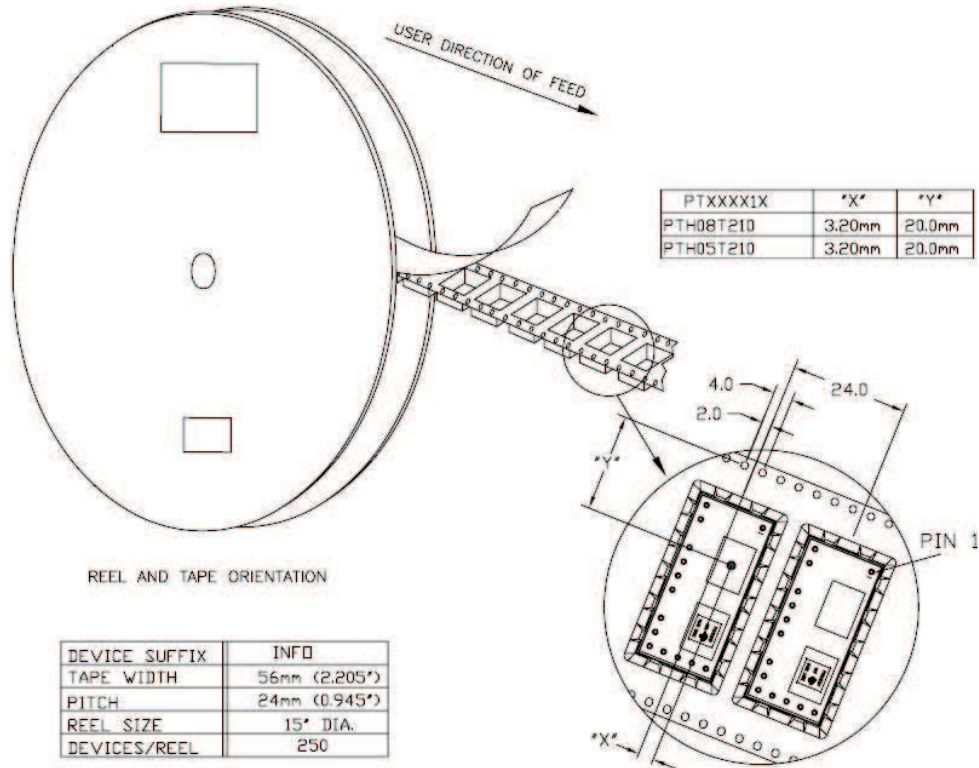 USER DIRECTION OF FEED
PTXXXX1X "X" "Y"
PTH08T210 3.20mm 20.0mm
PTH05T210 3.20mm 20.0mm
4.0
24.0
2.0
"Y"
PIN 1
REEL AND TAPE ORIENTATION
DEVICE SUFFIX INFO
TAPE WIDTH 56mm (2.205")
PITCH 24mm (0.945")
REEL SIZE 15" DIA.
DEVICES/REEL 250
"X"